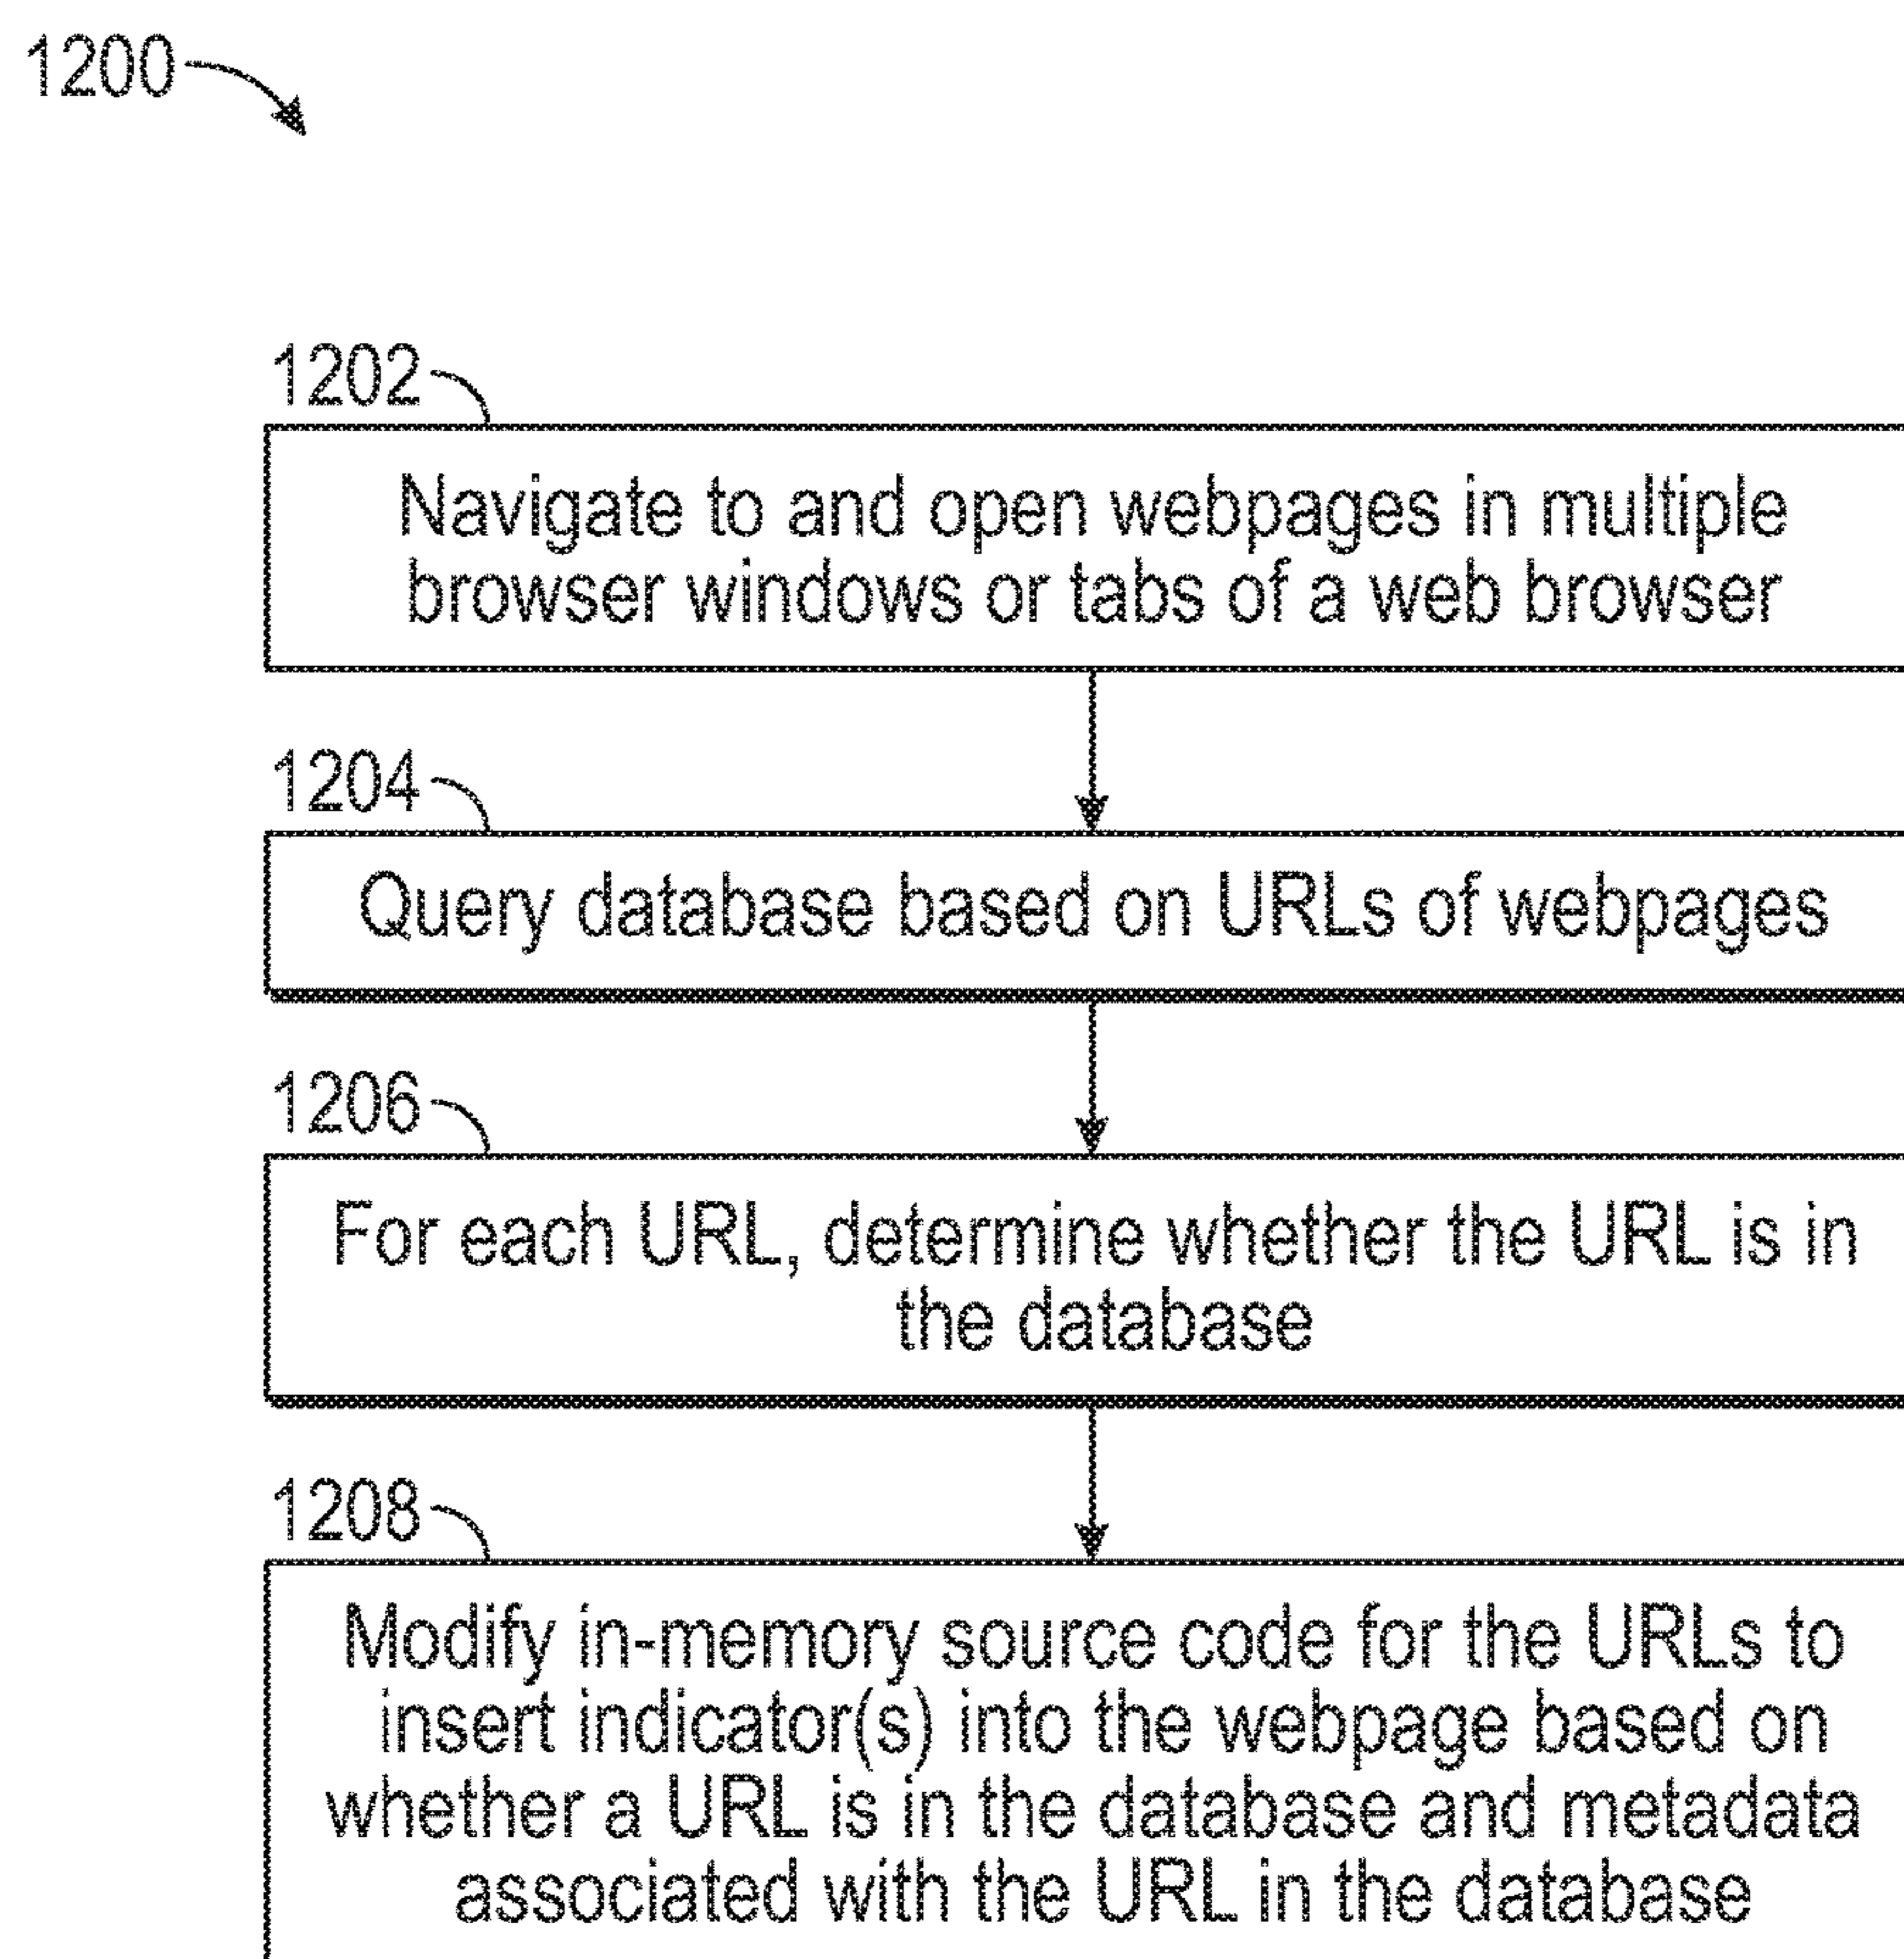 1200
1202
Navigate to and open webpages in multiple
browser windows or tabs of a web browser
1204
Query database based on URLs of webpages
1206
For each URL, determine whether the URL is in
the database
1208
Modify in-memory source code for the URLs to
insert indicator(s) into the webpage based on
whether a URL is in the database and metadata
associated with the URL in the database